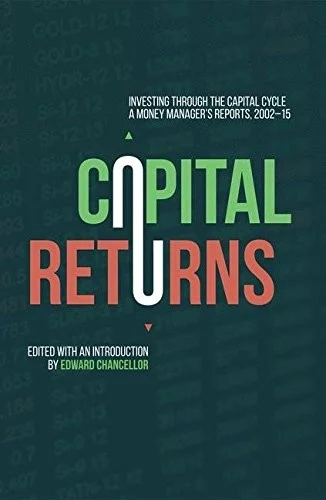 INVESTING THROUGH THE CAPITAL CYCLE
A MONEY MANAGER'S REPORTS, 2002–15
CAPITAL
RETURNS
EDITED WITH AN INTRODUCTION
BY EDWARD CHANCELLOR